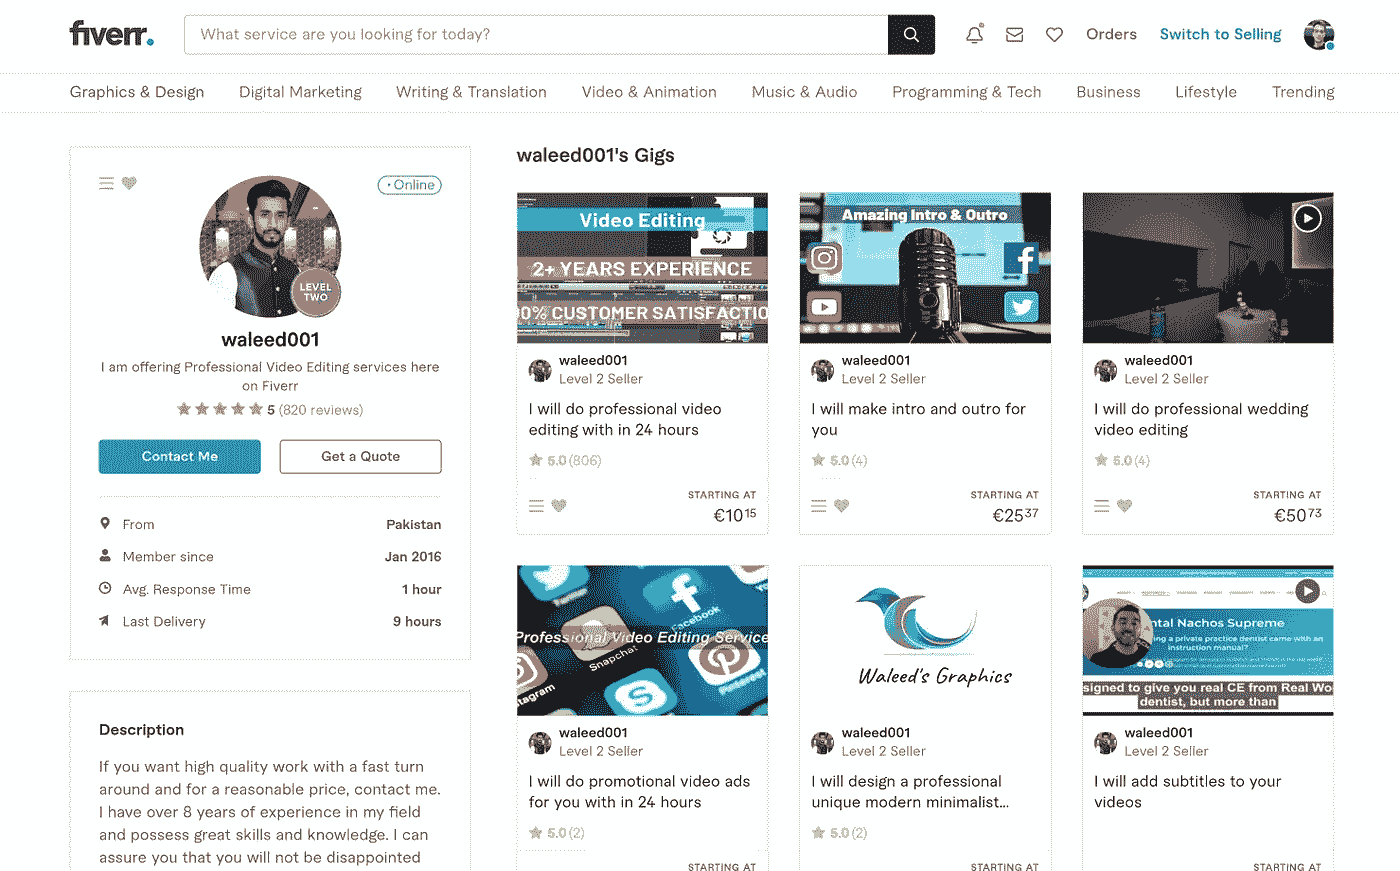 fiverr.
What service are you looking for today?
Orders
Switch to Selling
Graphics & Design
Digital Marketing
Writing & Translation
Video & Animation
Music & Audio
Programming & Tech
Business
Lifestyle
Trending
Online
LEVEL
TWO
waleed001
I am offering Professional Video Editing services here
on Fiverr
5 (820 reviews)
Contact Me
Get a Quote
From Pakistan
Member since Jan 2016
Avg. Response Time 1 hour
Last Delivery 9 hours
Description
If you want high quality work with a fast turn
around and for a reasonable price, contact me.
I have over 8 years of experience in my field
and possess great skills and knowledge. I can
assure you that you will not be disappointed
waleed001's Gigs
Video Editing
2+ YEARS EXPERIENCE
00% CUSTOMER SATISFACTIO
waleed001
Level 2 Seller
I will do professional video
editing with in 24 hours
5.0 (806)
STARTING AT
€10 15
Amazing Intro & Outro
waleed001
Level 2 Seller
I will make intro and outro for
you
5.0 (4)
STARTING AT
€25 37
waleed001
Level 2 Seller
I will do professional wedding
video editing
5.0 (4)
STARTING AT
€50 73
Facebook
Professional Video Editing Service
Snapchat
stagram
Pinterest
waleed001
Level 2 Seller
I will do promotional video ads
for you with in 24 hours
5.0 (2)
STARTING AT
Waleed's Graphics
waleed001
Level 2 Seller
I will design a professional
unique modern minimalist...
5.0 (2)
STARTING AT
ntal Nachos Supreme
ing a private practice dentist came with an
instruction manual?
signed to give you real CE from Real Wo
dentist, but more than
waleed001
Level 2 Seller
I will add subtitles to your
videos
STARTING AT